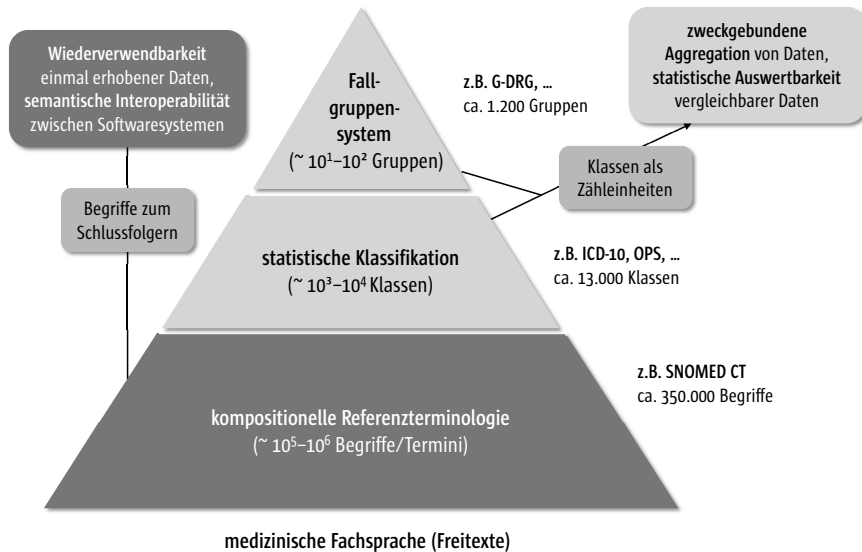 Wiederverwendbarkeit
einmal erhobener Daten,
semantische Interoperabilität
zwischen Softwaresystemen
Begriffe zum
Schlussfolgern
Fall-
gruppen-
system
(~ 10¹–10² Gruppen)
z.B. G-DRG, ...
ca. 1.200 Gruppen
zweckgebundene
Aggregation von Daten,
statistische Auswertbarkeit
vergleichbarer Daten
Klassen als
Zähleinheiten
statistische Klassifikation
(~ 10³–10⁴ Klassen)
z.B. ICD-10, OPS, ...
ca. 13.000 Klassen
kompositionelle Referenzterminologie
(~ 10⁵–10⁶ Begriffe/Termini)
z.B. SNOMED CT
ca. 350.000 Begriffe
medizinische Fachsprache (Freitexte)